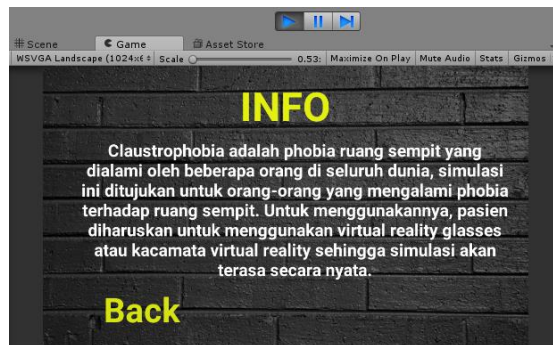 Scene Game Asset Store
WSVGA Landscape (1024x6 Scale 0.53: Maximize On Play Mute Audio Stats Gizmos
INFO
Claustrophobia adalah phobia ruang sempit yang
dialami oleh beberapa orang di seluruh dunia, simulasi
ini ditujukan untuk orang-orang yang mengalami phobia
terhadap ruang sempit. Untuk menggunakannya, pasien
diharuskan untuk menggunakan virtual reality glasses
atau kacamata virtual reality sehingga simulasi akan
terasa secara nyata.
Back